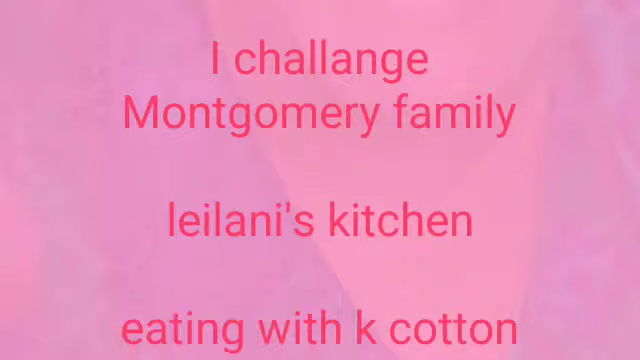 I challange
Montgomery family
leilani's kitchen
eating with k cotton